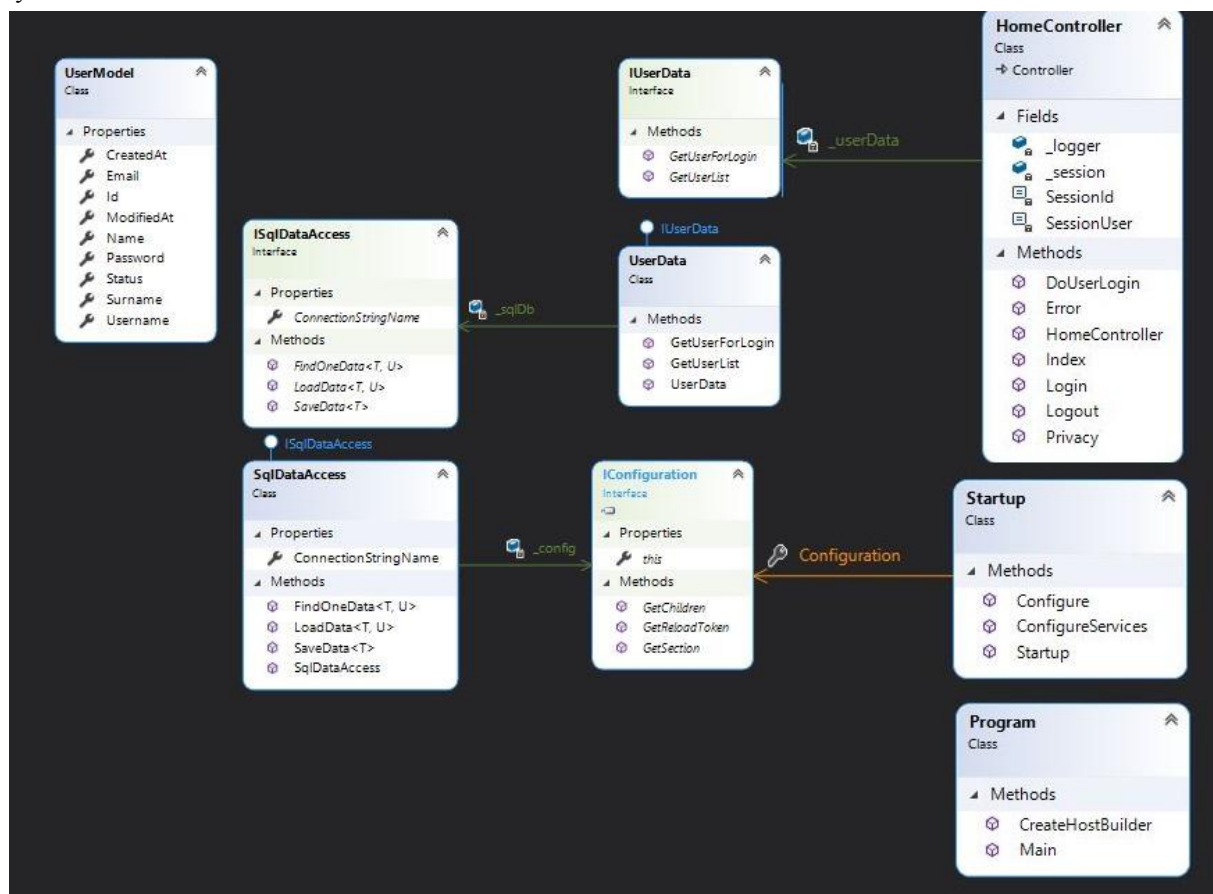 UserModel
Class
Properties
CreatedAt
Email
Id
ModifiedAt
Name
Password
Status
Surname
Username
ISqlDataAccess
Interface
Properties
ConnectionStringName
Methods
FindOneData<T, U>
LoadData<T, U>
SaveData<T>
ISqlDataAccess
SqlDataAccess
Class
Properties
ConnectionStringName
Methods
FindOneData<T, U>
LoadData<T, U>
SaveData<T>
SqlDataAccess
_sqlDb
_config
IUserData
Interface
Methods
GetUserForLogin
GetUserList
IUserData
UserData
Class
Methods
GetUserForLogin
GetUserList
UserData
IConfiguration
Interface
Properties
this
Methods
GetChildren
GetReloadToken
GetSection
_userData
Configuration
HomeController
Class
Controller
Fields
_logger
_session
SessionId
SessionUser
Methods
DoUserLogin
Error
HomeController
Index
Login
Logout
Privacy
Startup
Class
Methods
Configure
ConfigureServices
Startup
Program
Class
Methods
CreateHostBuilder
Main